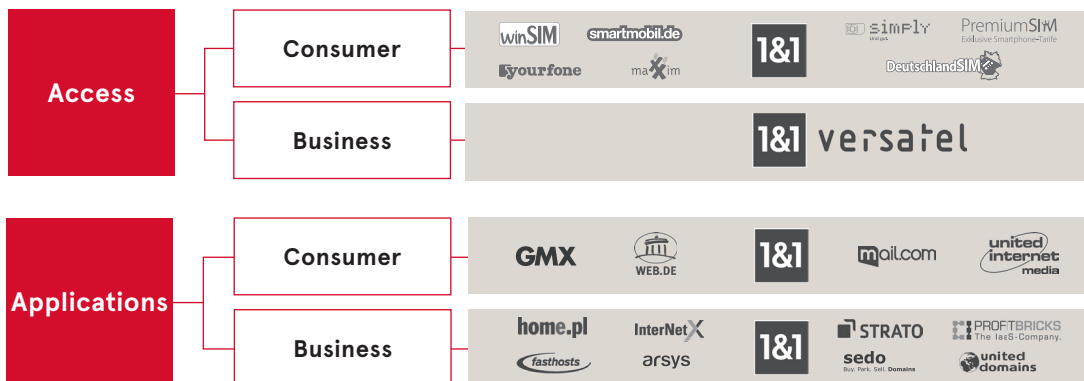 Access
Consumer
winSIM
smartmobil.de
yourfone
maXXim
1&1
simply
Und gut.
PremiumSIM
Exklusive Smartphone-Tarife
DeutschlandSIM
Business
1&1 versatel
Applications
Consumer
GMX
WEB.DE
1&1
mail.com
united
internet
media
Business
home.pl
InterNetX
fasthosts
arsys
1&1
STRATO
PROFITBRICKS
The IaaS-Company.
sedo
Buy. Park. Sell. Domains
united
domains